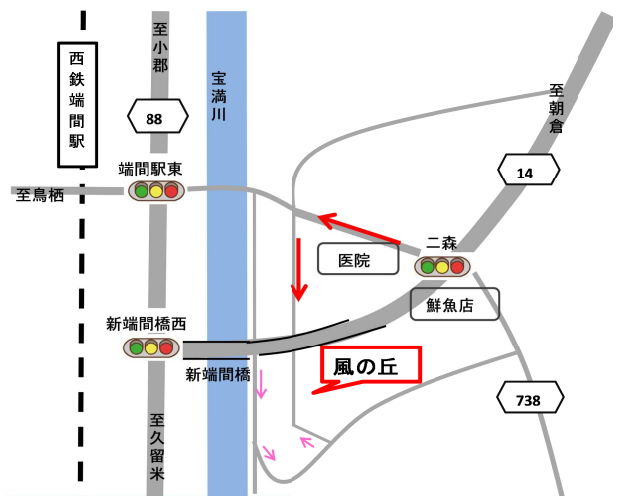 至小郡
西鉄端間駅
宝満川
至朝倉
88
端間駅東
14
至鳥栖
二森
医院
鮮魚店
新端間橋西
新端間橋
風の丘
738
至久留米